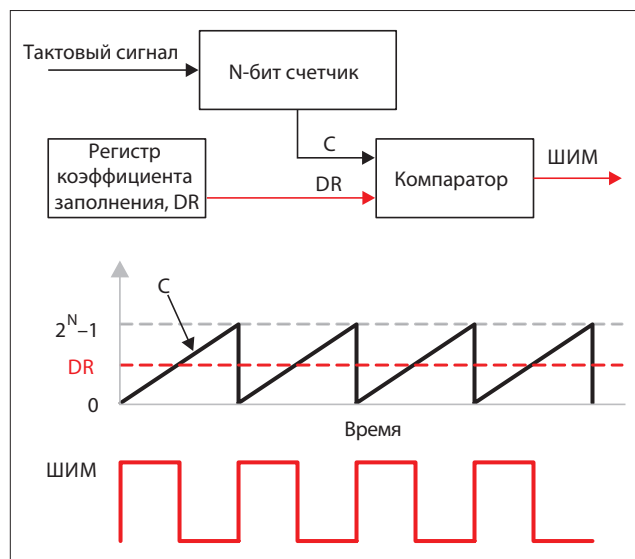 Тактовый сигнал
N-бит счетчик
C
Регистр
коэффициента
заполнения, DR
DR
Компаратор
ШИМ
C
2^N–1
DR
0
Время
ШИМ